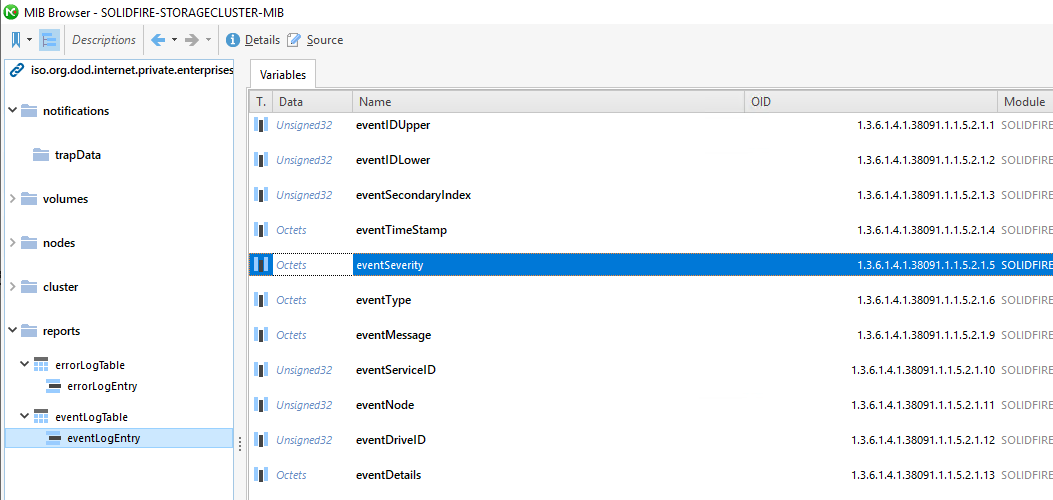 MIB Browser - SOLIDFIRE-STORAGECLUSTER-MIB
Descriptions Details Source
iso.org.dod.internet.private.enterprises
notifications
trapData
volumes
nodes
cluster
reports
errorLogTable
errorLogEntry
eventLogTable
eventLogEntry
Variables
T. Data Name OID Module
Unsigned32 eventIDUpper 1.3.6.1.4.1.38091.1.1.5.2.1.1 SOLIDFIRE
Unsigned32 eventIDLower 1.3.6.1.4.1.38091.1.1.5.2.1.2 SOLIDFIRE
Unsigned32 eventSecondaryIndex 1.3.6.1.4.1.38091.1.1.5.2.1.3 SOLIDFIRE
Octets eventTimeStamp 1.3.6.1.4.1.38091.1.1.5.2.1.4 SOLIDFIRE
Octets eventSeverity 1.3.6.1.4.1.38091.1.1.5.2.1.5 SOLIDFIRE
Octets eventType 1.3.6.1.4.1.38091.1.1.5.2.1.6 SOLIDFIRE
Octets eventMessage 1.3.6.1.4.1.38091.1.1.5.2.1.9 SOLIDFIRE
Unsigned32 eventServiceID 1.3.6.1.4.1.38091.1.1.5.2.1.10 SOLIDFIRE
Unsigned32 eventNode 1.3.6.1.4.1.38091.1.1.5.2.1.11 SOLIDFIRE
Unsigned32 eventDriveID 1.3.6.1.4.1.38091.1.1.5.2.1.12 SOLIDFIRE
Octets eventDetails 1.3.6.1.4.1.38091.1.1.5.2.1.13 SOLIDFIRE